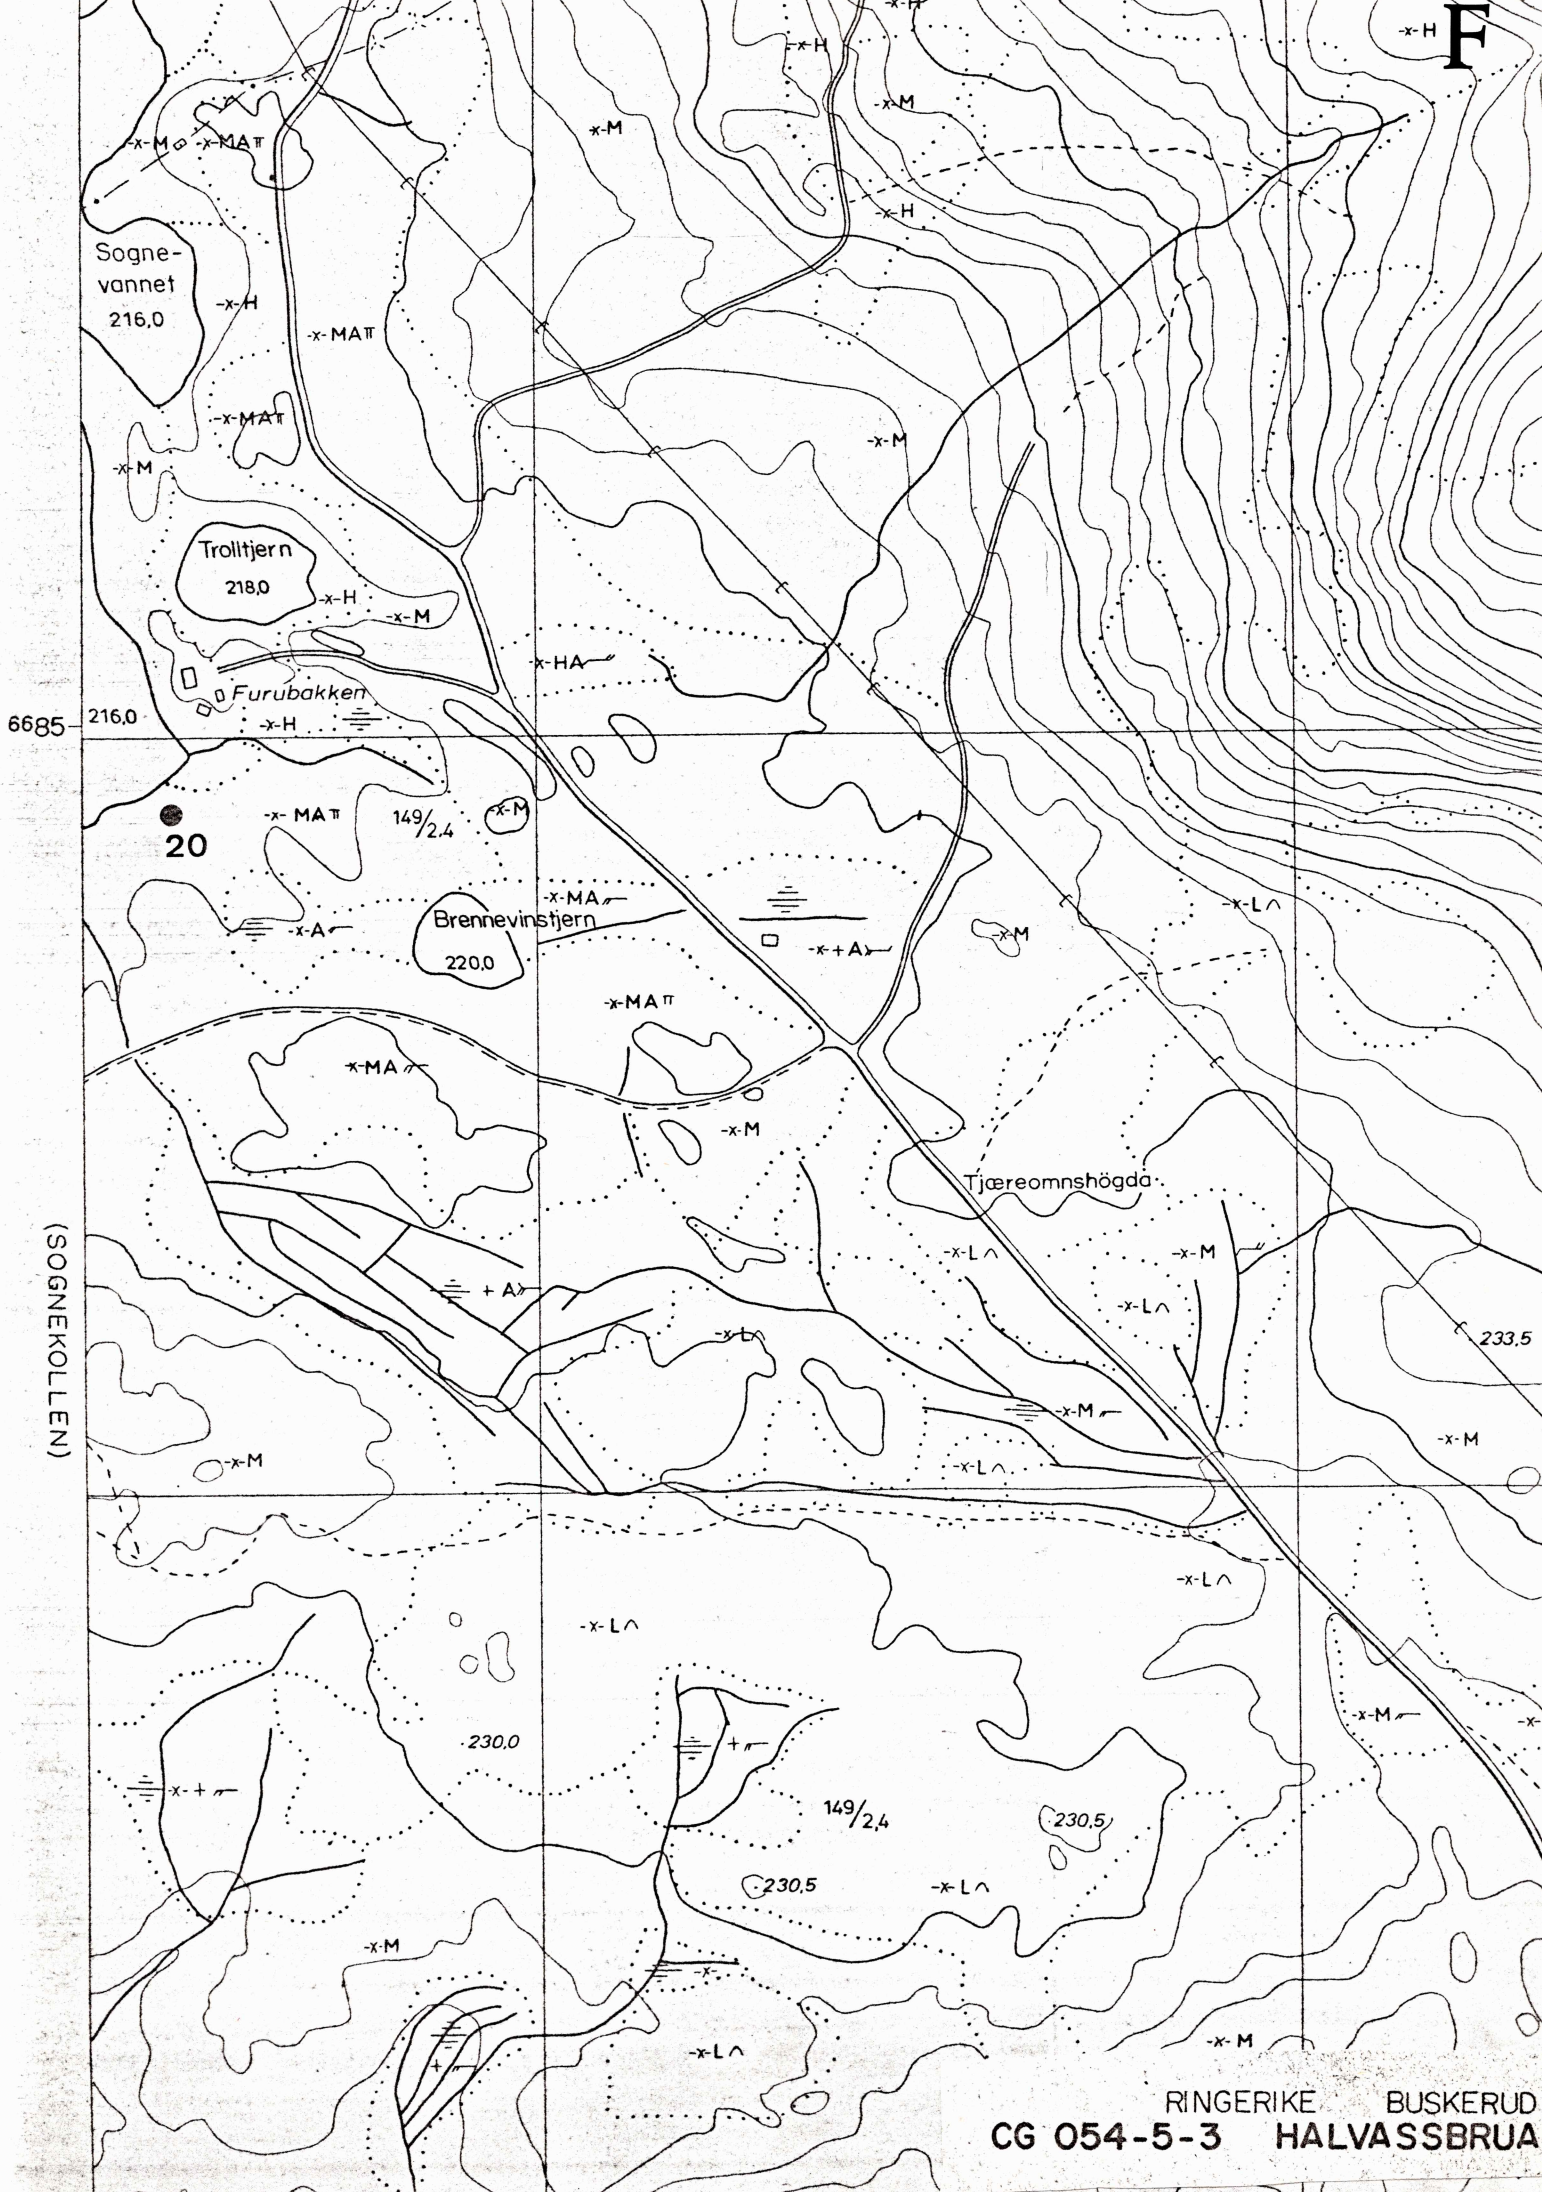 -x-H
-x-H
-x-H
F
-x-M
-x-M
-x-M
-x-MAΠ
-x-H
Sogne-
vannet
216,0
-x-H
-x-MAΠ
-x-MAΠ
-x-M
-x-M
Trolltjern
218,0
-x-H
-x-M
-x-HA
Furubakken
-x-H
6685
216,0
20
-x-MAΠ
149/2,4
-x-M
-x-MA
Brennevinstjern
220,0
-x-A
-x-+A
-x-M
-x-L^
-x-MAΠ
-x-MA
-x-M
Tjæreomnshögda
-x-L^
-x-M
-x-L^
+A
(SOGNEKOLLEN)
-x-L^
233,5
-x-M
-x-M
-x-M
-x-L^
-x-L^
-x-L^
-x-M
-x-
230,0
+
-x-+
149/2,4
230,5
230,5
-x-L^
-x-M
-x-
-x-L^
-x-M
+
RINGERIKE BUSKERUD
CG 054-5-3 HALVASSBRUA